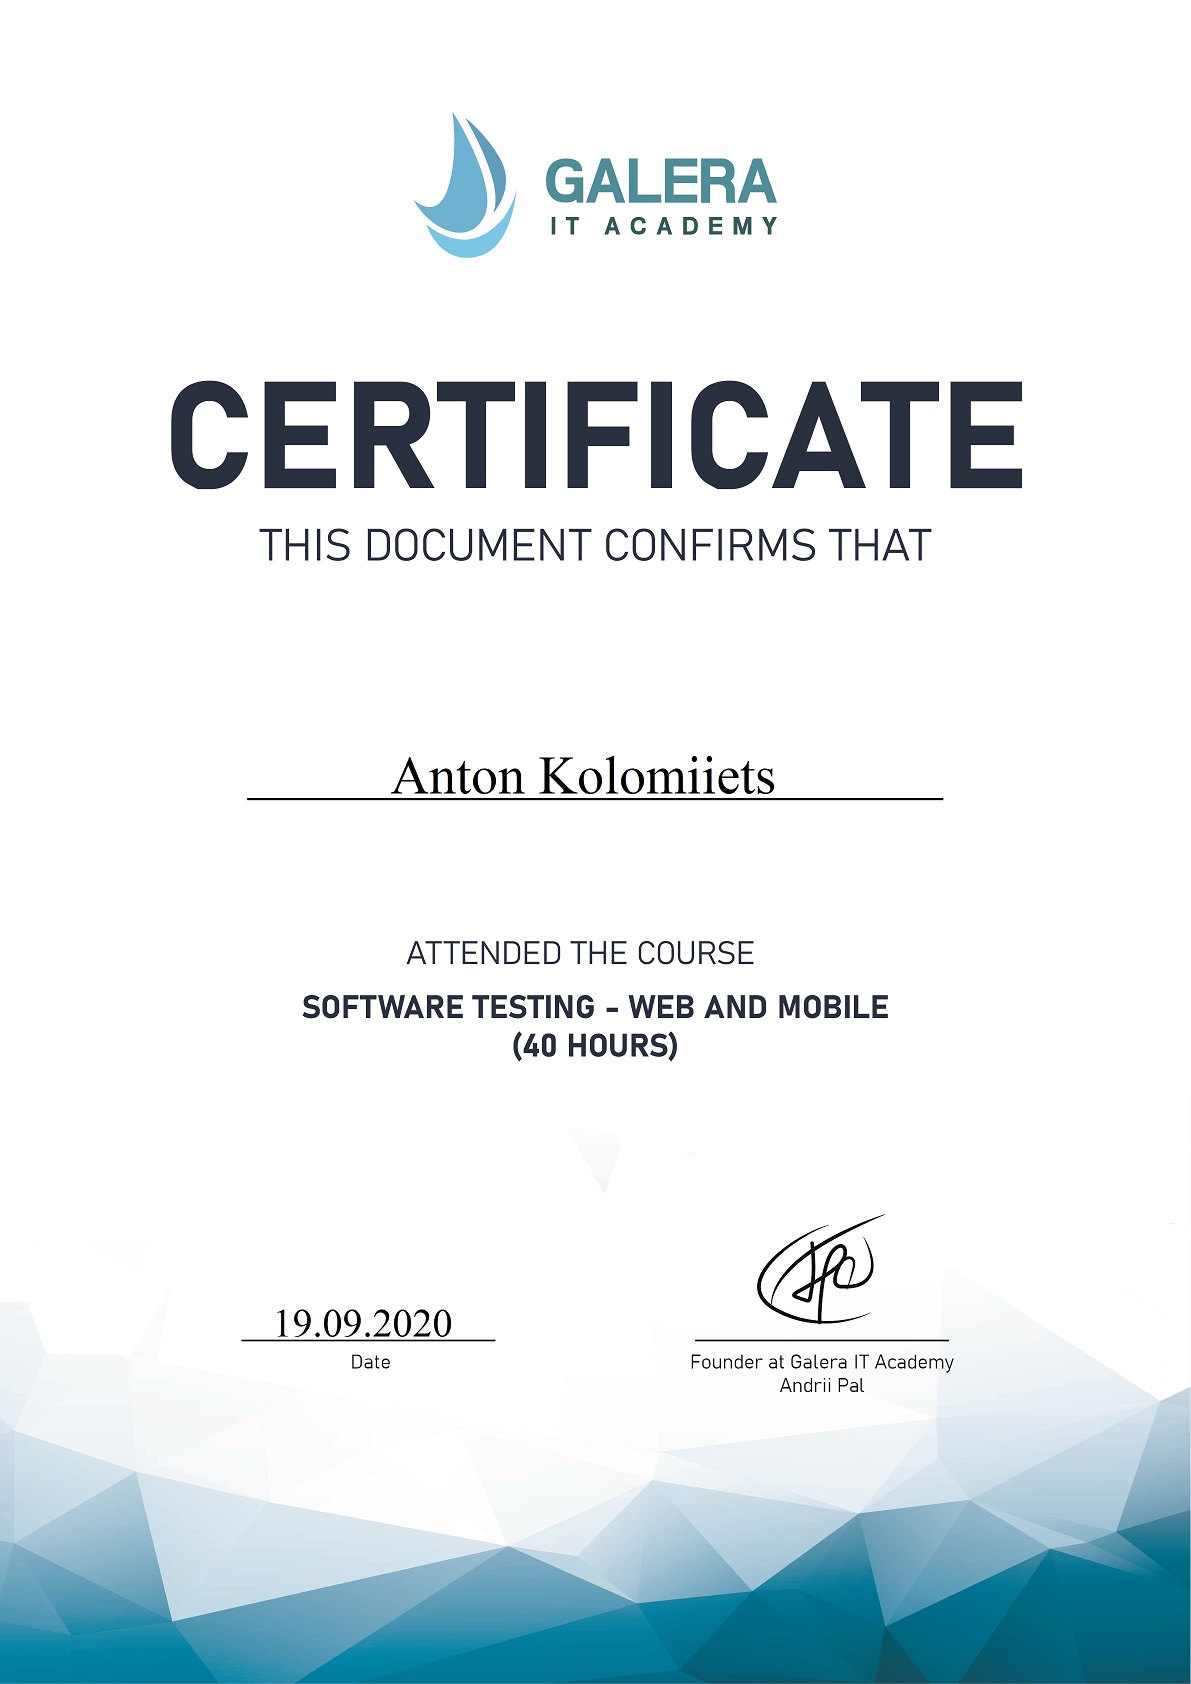 GALERA
IT ACADEMY
CERTIFICATE
THIS DOCUMENT CONFIRMS THAT
Anton Kolomiiets
ATTENDED THE COURSE
SOFTWARE TESTING - WEB AND MOBILE
(40 HOURS)
19.09.2020
Date
Founder at Galera IT Academy
Andrii Pal